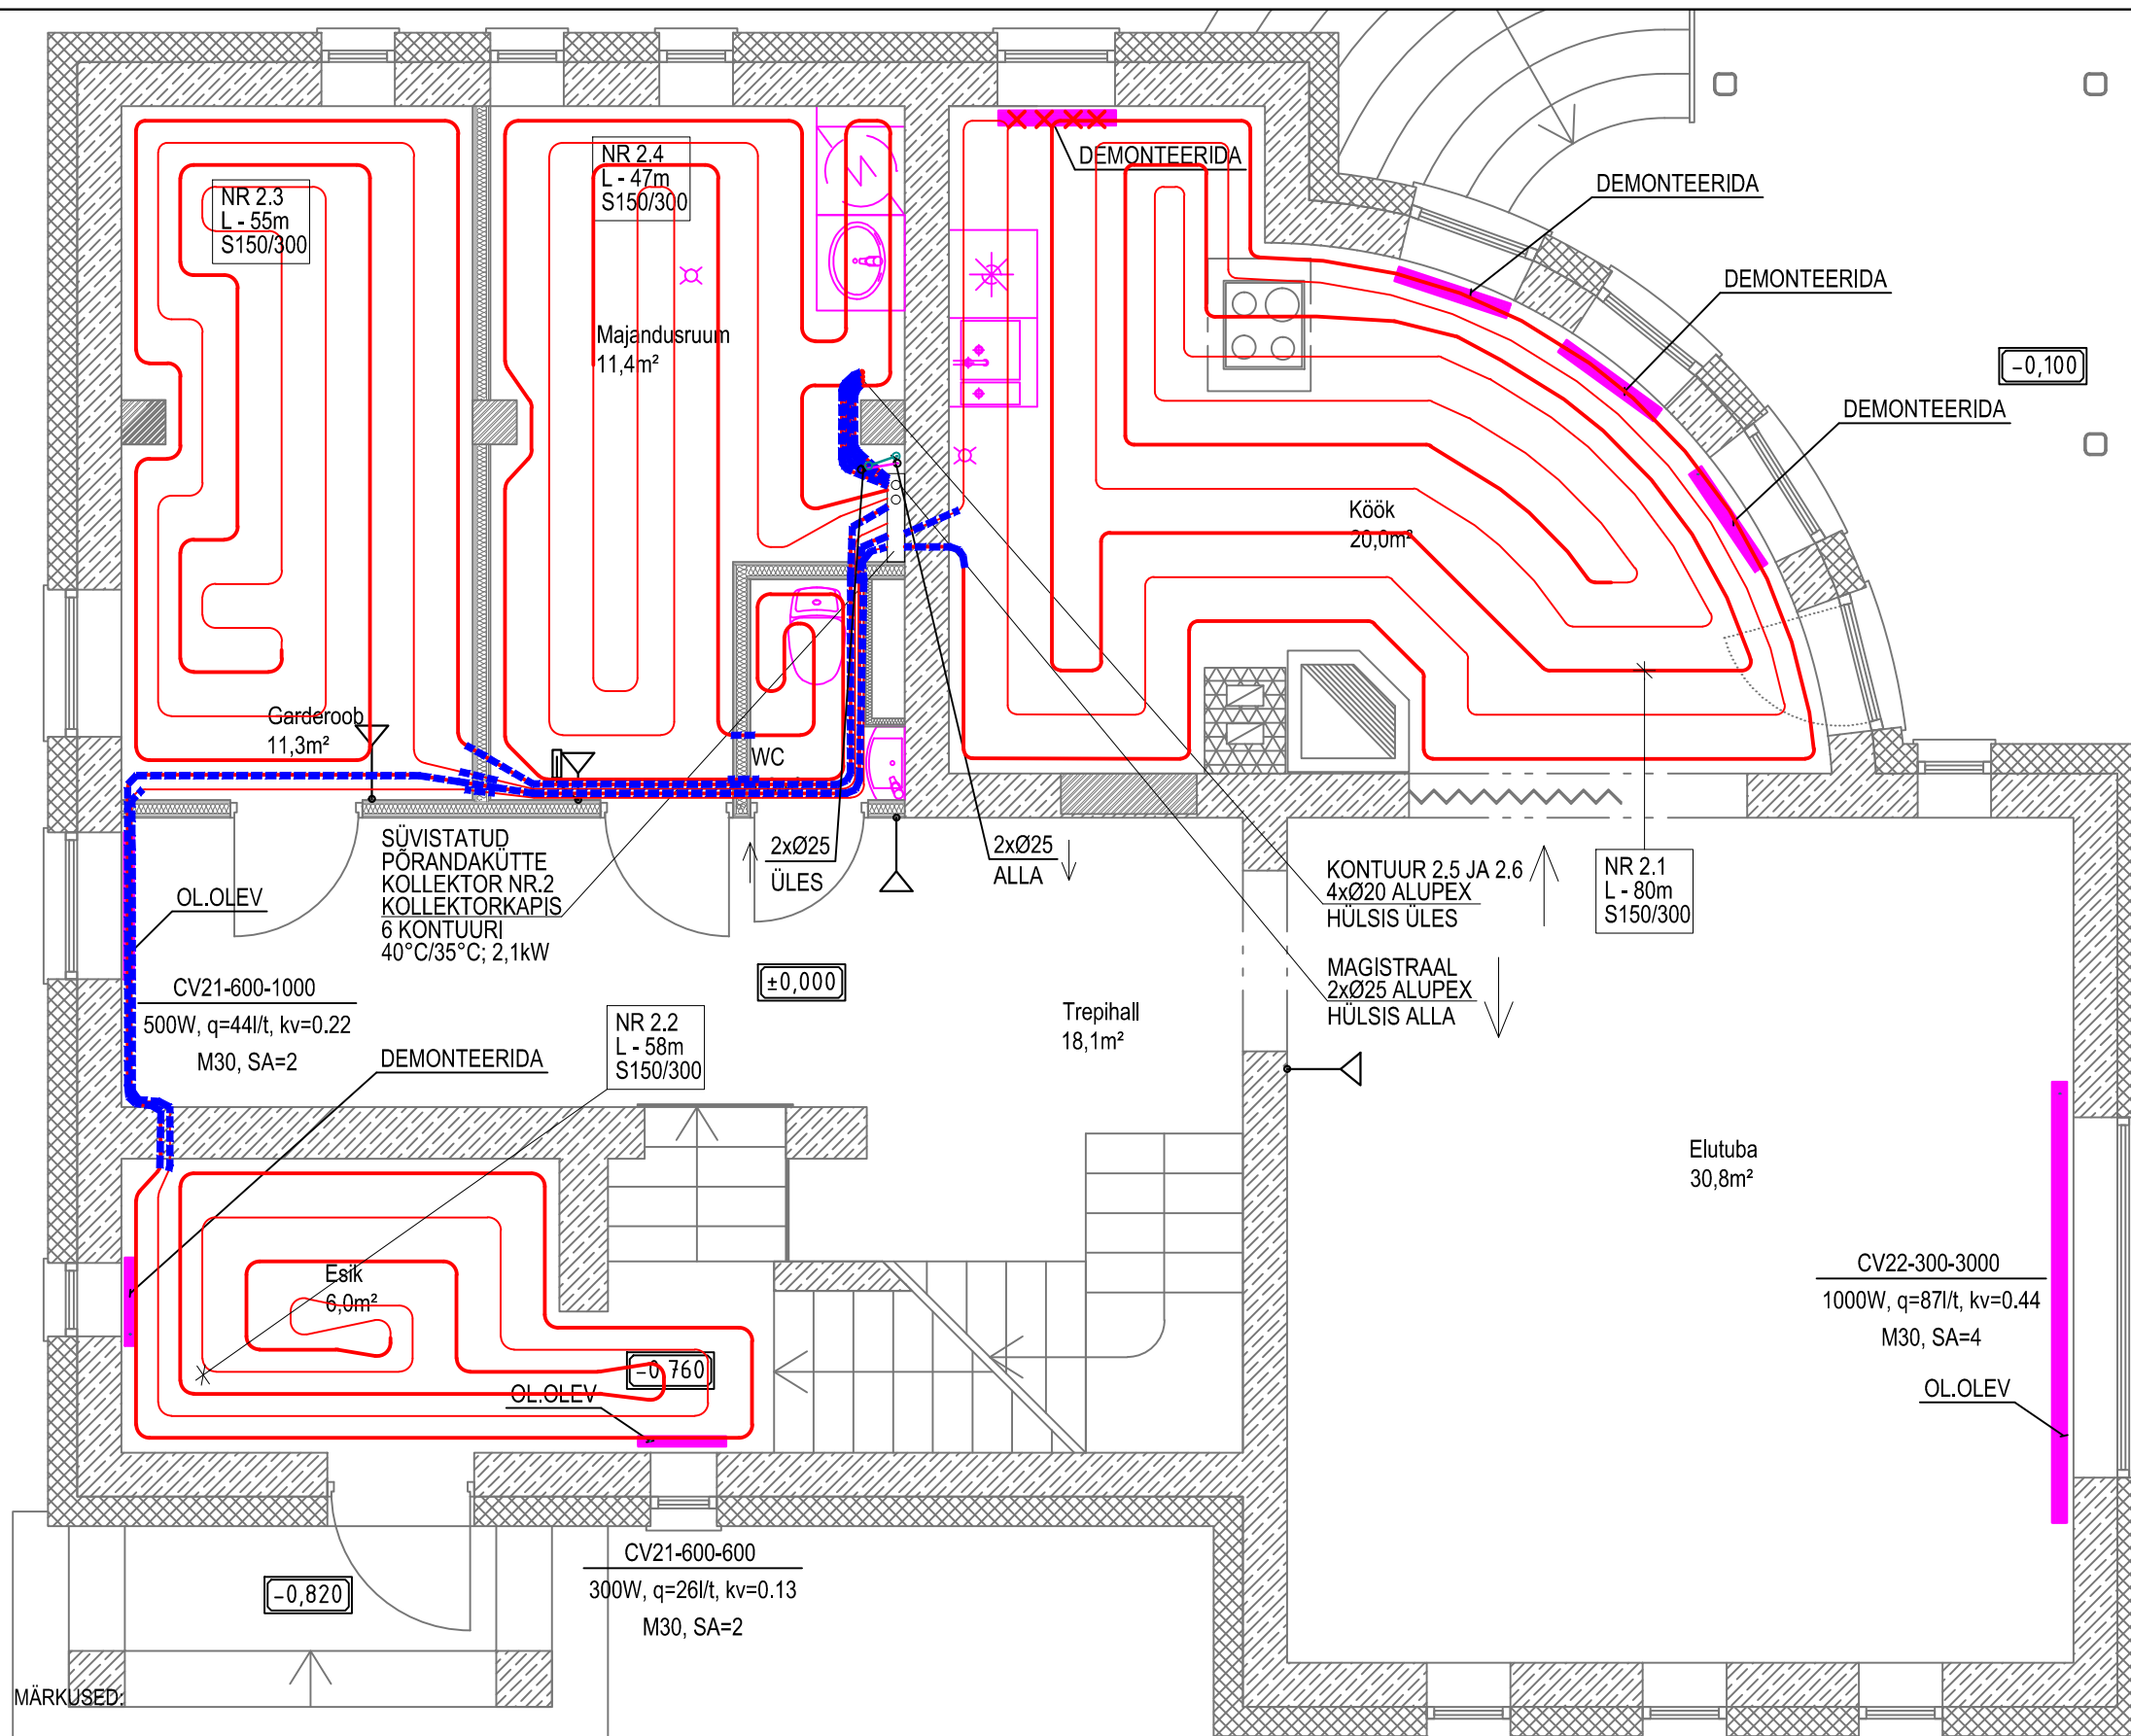 NR 2.4
L - 47m
S150/300
DEMONTEERIDA
DEMONTEERIDA
NR 2.3
L - 55m
S150/300
DEMONTEERIDA
Majandusruum
11,4m²
-0,100
DEMONTEERIDA
Köök
20,0m²
Garderoob
11,3m²
WC
SÜVISTATUD
PÕRANDAKÜTTE
KOLLEKTOR NR.2
KOLLEKTORKAPIS
6 KONTUURI
40°C/35°C; 2,1kW
2xØ25
ÜLES
2xØ25
ALLA
KONTUUR 2.5 JA 2.6
4xØ20 ALUPEX
HÜLSIS ÜLES
NR 2.1
L - 80m
S150/300
OL.OLEV
MAGISTRAAL
2xØ25 ALUPEX
HÜLSIS ALLA
±0,000
CV21-600-1000
500W, q=44l/t, kv=0.22
M30, SA=2
NR 2.2
L - 58m
S150/300
Trepihall
18,1m²
DEMONTEERIDA
Elutuba
30,8m²
Esik
6,0m²
CV22-300-3000
1000W, q=87l/t, kv=0.44
M30, SA=4
-0,760
OL.OLEV
OL.OLEV
CV21-600-600
300W, q=26l/t, kv=0.13
M30, SA=2
-0,820
MÄRKUSED: